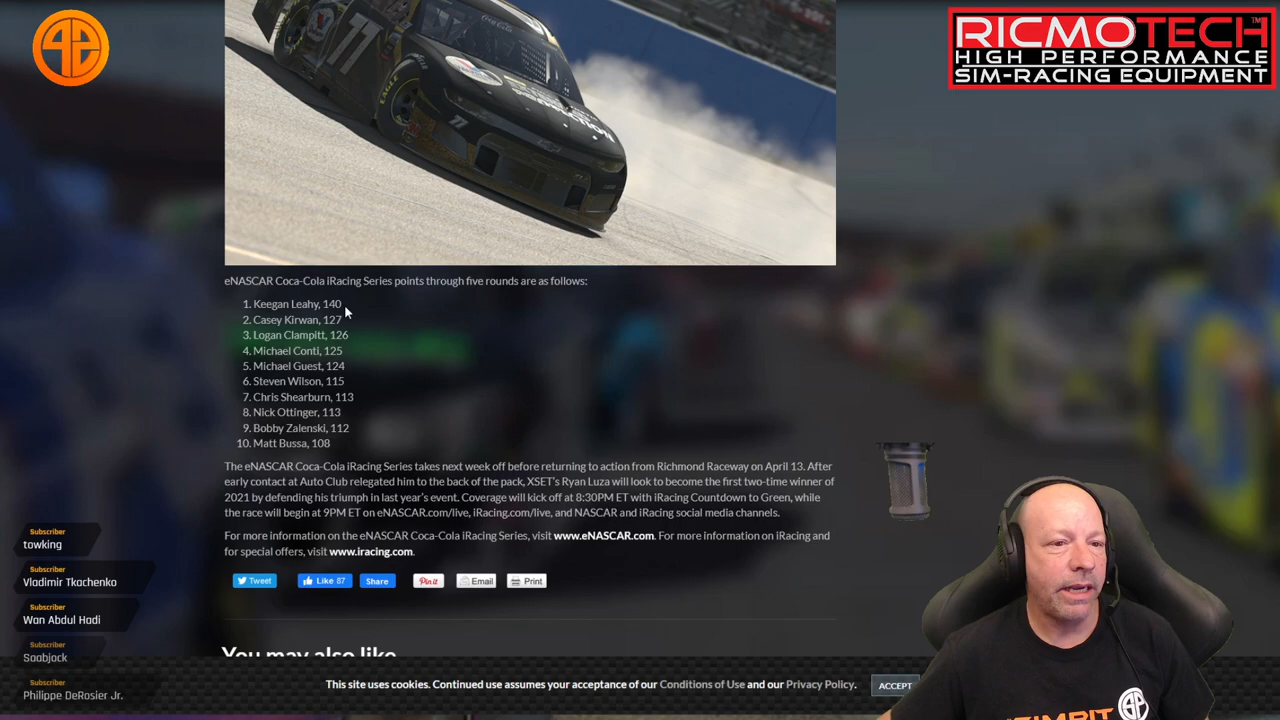 RICMOTECH™
HIGH PERFORMANCE
SIM-RACING EQUIPMENT
77
77
eNASCAR Coca-Cola iRacing Series points through five rounds are as follows:
1. Keegan Leahy, 140
2. Casey Kirwan, 127
3. Logan Clampitt, 126
4. Michael Conti, 125
5. Michael Guest, 124
6. Steven Wilson, 115
7. Chris Shearburn, 113
8. Nick Ottinger, 113
9. Bobby Zalenski, 112
10. Matt Bussa, 108
The eNASCAR Coca-Cola iRacing Series takes next week off before returning to action from Richmond Raceway on April 13. After
early contact at Auto Club relegated him to the back of the pack, XSET's Ryan Luza will look to become the first two-time winner of
2021 by defending his triumph in last year's event. Coverage will kick off at 8:30PM ET with iRacing Countdown to Green, while
the race will begin at 9PM ET on eNASCAR.com/live, iRacing.com/live, and NASCAR and iRacing social media channels.
For more information on the eNASCAR Coca-Cola iRacing Series, visit www.eNASCAR.com. For more information on iRacing and
for special offers, visit www.iracing.com.
Tweet Like 87 Share Pin it Email Print
You may also like
This site uses cookies. Continued use assumes your acceptance of our Conditions of Use and our Privacy Policy. ACCEPT
Subscriber
towking
Subscriber
Vladimir Tkachenko
Subscriber
Wan Abdul Hadi
Subscriber
Saabjock
Subscriber
Philippe DeRosier Jr.